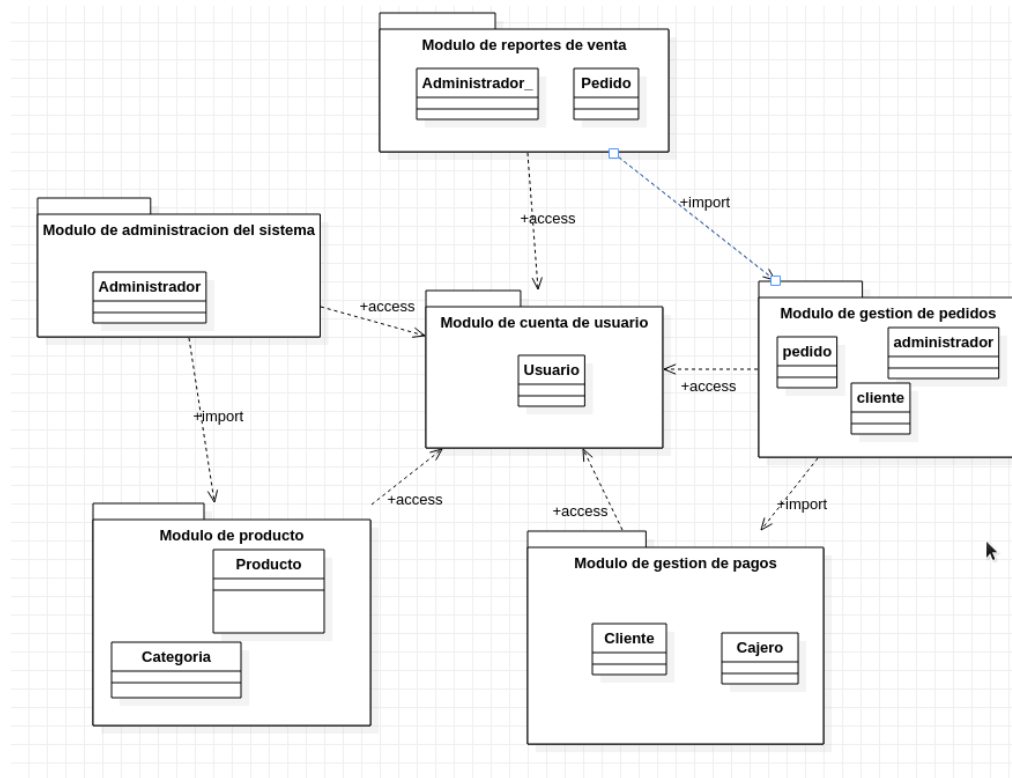 Modulo de reportes de venta
Administrador_
Pedido
+access
+import
Modulo de administracion del sistema
Administrador
+access
+import
Modulo de cuenta de usuario
Usuario
Modulo de gestion de pedidos
pedido
administrador
cliente
+access
+access
+access
+import
Modulo de producto
Producto
Categoria
Modulo de gestion de pagos
Cliente
Cajero